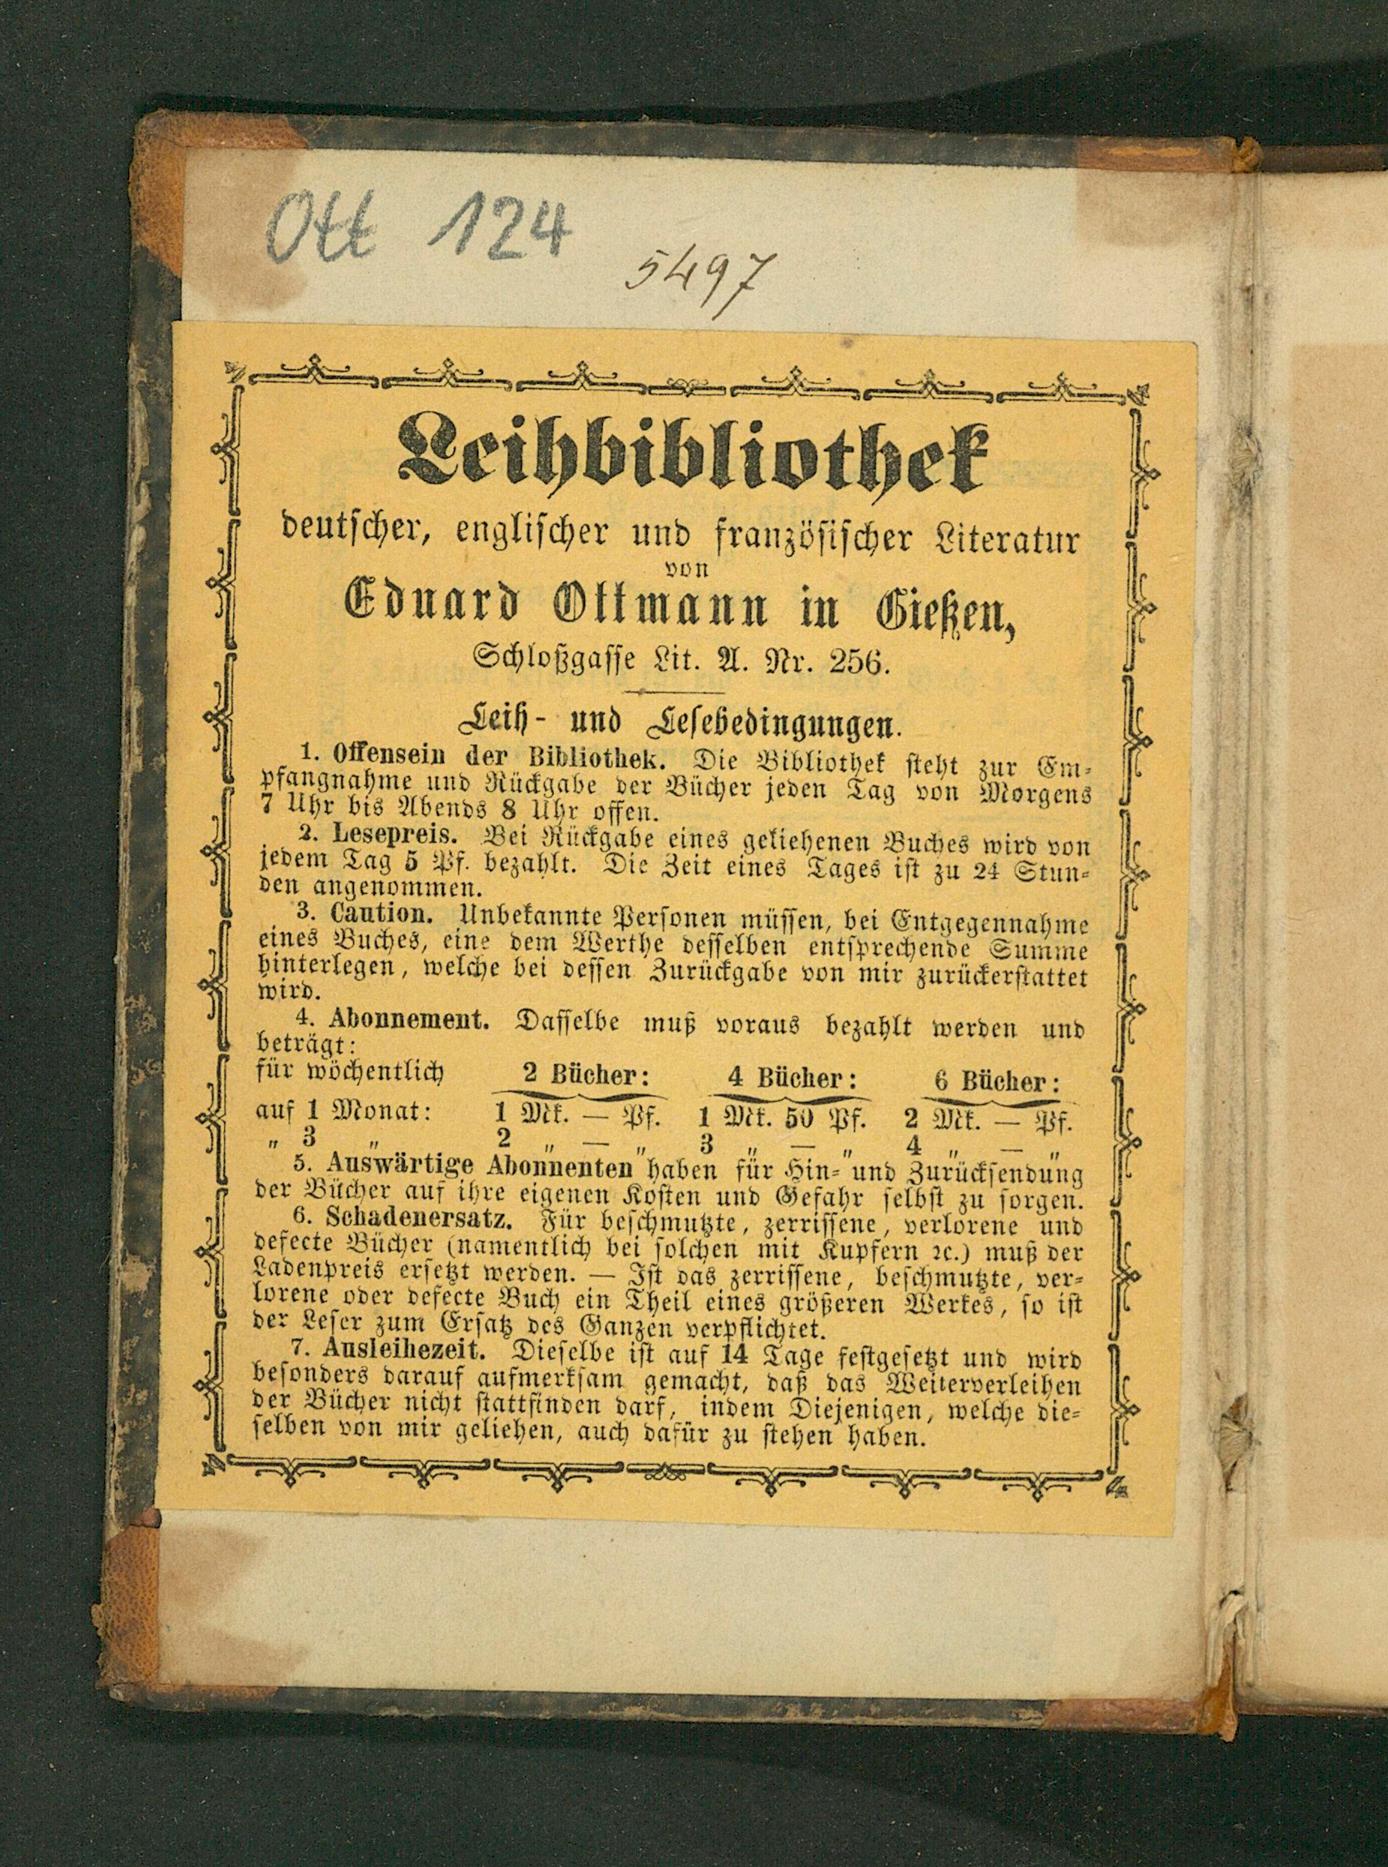 Ott 124
5497
Leihbibliothek
deutscher, englischer und französischer Literatur
von
Eduard Ottmann in Gießen,
Schloßgasse Lit. A. Nr. 256.
Leih- und Lesebedingungen.
1. Offensein der Bibliothek. Die Bibliothek steht zur Em-
pfangnahme und Rückgabe der Bücher jeden Tag von Morgens
7 Uhr bis Abends 8 Uhr offen.
2. Lesepreis. Bei Rückgabe eines geliehenen Buches wird von
jedem Tag 5 Pf. bezahlt. Die Zeit eines Tages ist zu 24 Stun-
den angenommen.
3. Caution. Unbekannte Personen müssen, bei Entgegennahme
eines Buches, eine dem Werthe desselben entsprechende Summe
hinterlegen, welche bei dessen Zurückgabe von mir zurückerstattet
wird.
4. Abonnement. Dasselbe muß voraus bezahlt werden und
beträgt:
für wöchentlich 2 Bücher: 4 Bücher: 6 Bücher:
auf 1 Monat: 1 Mk. — Pf. 1 Mk. 50 Pf. 2 Mk. — Pf.
„ 3 „ 2 „ — „ 3 „ — „ 4 „ — „
5. Auswärtige Abonnenten haben für Hin- und Zurücksendung
der Bücher auf ihre eigenen Kosten und Gefahr selbst zu sorgen.
6. Schadenersatz. Für beschmutzte, zerrissene, verlorene und
defecte Bücher (namentlich bei solchen mit Kupfern ꝛc.) muß der
Ladenpreis ersetzt werden. — Ist das zerrissene, beschmutzte, ver-
lorene oder defecte Buch ein Theil eines größeren Werkes, so ist
der Leser zum Ersatz des Ganzen verpflichtet.
7. Ausleihezeit. Dieselbe ist auf 14 Tage festgesetzt und wird
besonders darauf aufmerksam gemacht, daß das Weiterverleihen
der Bücher nicht stattfinden darf, indem Diejenigen, welche die-
selben von mir geliehen, auch dafür zu stehen haben.